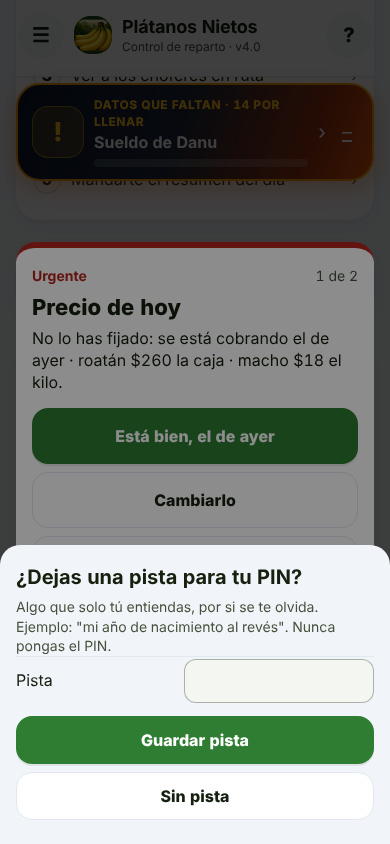 Plátanos Nietos
Control de reparto · v4.0
?
Ver a los choferes en ruta
DATOS QUE FALTAN · 14 POR
LLENAR
!
Sueldo de Danu
Mandarte el resumen del día
Urgente
1 de 2
Precio de hoy
No lo has fijado: se está cobrando el de
ayer · roatán $260 la caja · macho $18 el
kilo.
Está bien, el de ayer
Cambiarlo
¿Dejas una pista para tu PIN?
Algo que solo tú entiendas, por si se te olvida.
Ejemplo: "mi año de nacimiento al revés". Nunca
pongas el PIN.
Pista
Guardar pista
Sin pista